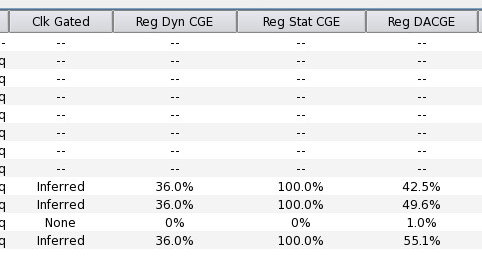 Clk Gated Reg Dyn CGE Reg Stat CGE Reg DACGE
- -- -- -- --
q -- -- -- --
q -- -- -- --
q -- -- -- --
q -- -- -- --
q -- -- -- --
q -- -- -- --
q -- -- -- --
q Inferred 36.0% 100.0% 42.5%
q Inferred 36.0% 100.0% 49.6%
q None 0% 0% 1.0%
q Inferred 36.0% 100.0% 55.1%